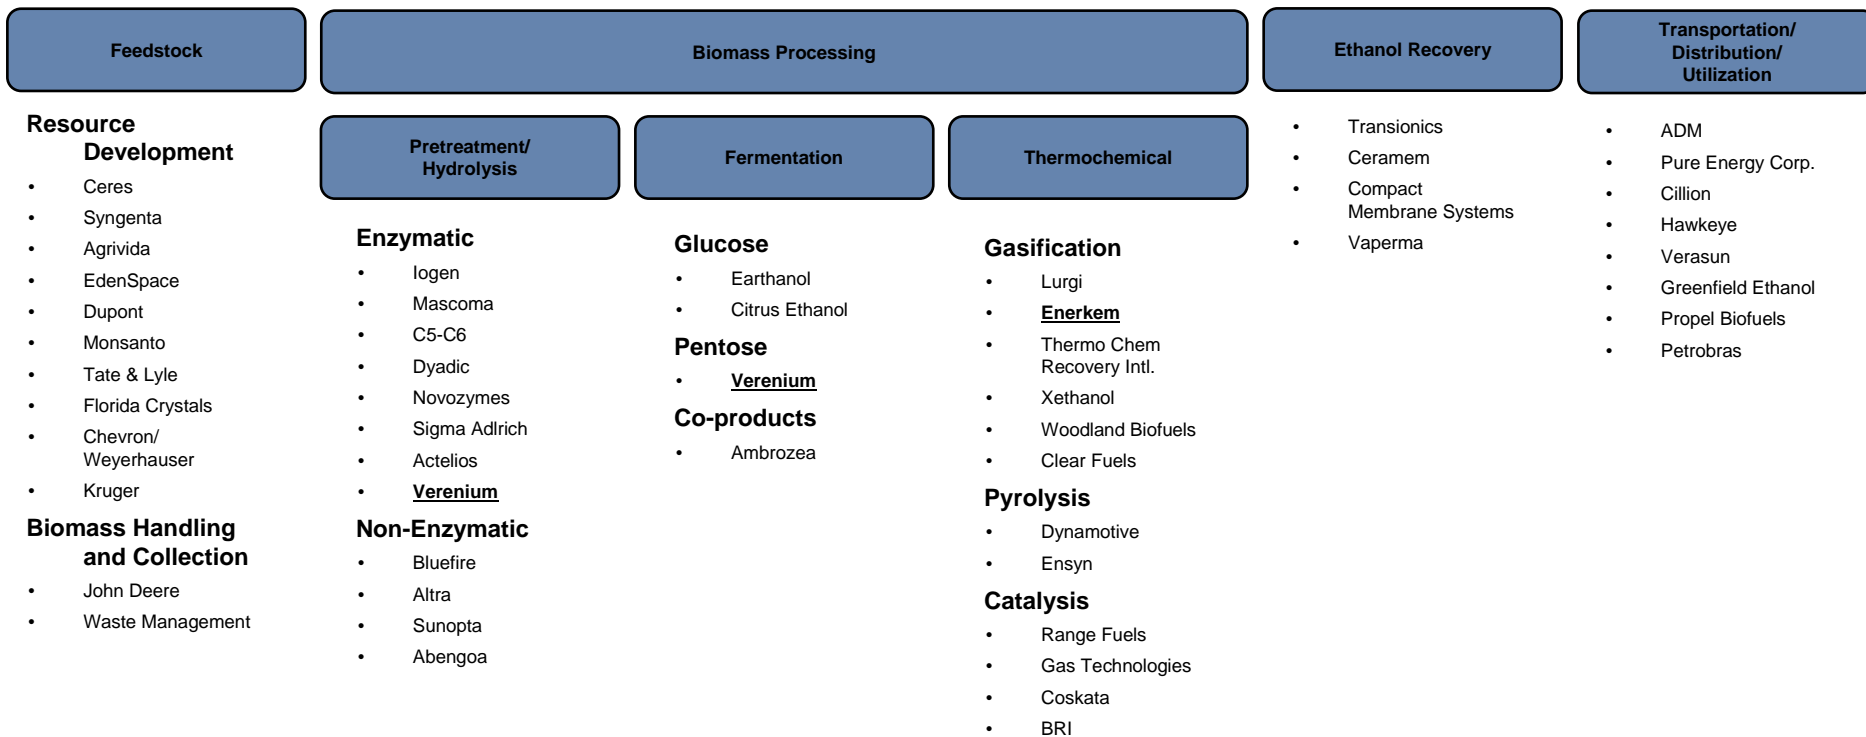 Feedstock
Biomass Processing
Ethanol Recovery
Transportation/
Distribution/
Utilization
Resource
Development
• Ceres
• Syngenta
• Agrivida
• EdenSpace
• Dupont
• Monsanto
• Tate & Lyle
• Florida Crystals
• Chevron/
Weyerhauser
• Kruger
Biomass Handling
and Collection
• John Deere
• Waste Management
Pretreatment/
Hydrolysis
Enzymatic
• Iogen
• Mascoma
• C5-C6
• Dyadic
• Novozymes
• Sigma Adlrich
• Actelios
• Verenium
Non-Enzymatic
• Bluefire
• Altra
• Sunopta
• Abengoa
Fermentation
Glucose
• Earthanol
• Citrus Ethanol
Pentose
• Verenium
Co-products
• Ambrozea
Thermochemical
Gasification
• Lurgi
• Enerkem
• Thermo Chem
Recovery Intl.
• Xethanol
• Woodland Biofuels
• Clear Fuels
Pyrolysis
• Dynamotive
• Ensyn
Catalysis
• Range Fuels
• Gas Technologies
• Coskata
• BRI
• Transionics
• Ceramem
• Compact
Membrane Systems
• Vaperma
• ADM
• Pure Energy Corp.
• Cillion
• Hawkeye
• Verasun
• Greenfield Ethanol
• Propel Biofuels
• Petrobras